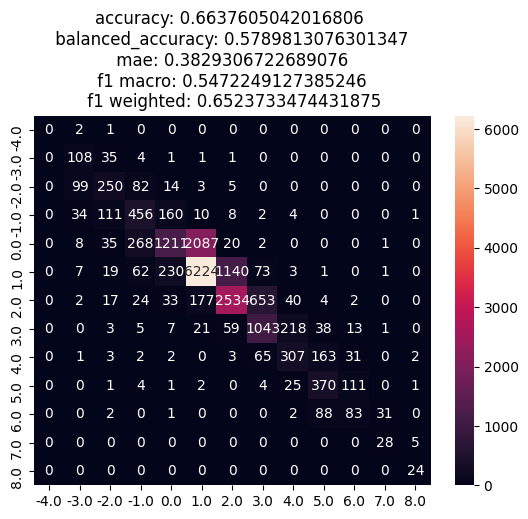 accuracy: 0.6637605042016806
balanced_accuracy: 0.5789813076301347
mae: 0.3829306722689076
f1 macro: 0.5472249127385246
f1 weighted: 0.6523733474431875
-4.0 0 2 1 0 0 0 0 0 0 0 0 0 0
-3.0 0 108 35 4 1 1 1 0 0 0 0 0 0
-2.0 0 99 250 82 14 3 5 0 0 0 0 0 0
-1.0 0 34 111 456 160 10 8 2 4 0 0 0 1
0.0 0 8 35 268 1211 2087 20 2 0 0 0 1 0
1.0 0 7 19 62 230 6224 1140 73 3 1 0 1 0
2.0 0 2 17 24 33 177 2534 653 40 4 2 0 0
3.0 0 0 3 5 7 21 59 1043 218 38 13 1 0
4.0 0 1 3 2 2 0 3 65 307 163 31 0 2
5.0 0 0 1 4 1 2 0 4 25 370 111 0 1
6.0 0 0 2 0 1 0 0 0 2 88 83 31 0
7.0 0 0 0 0 0 0 0 0 0 0 0 28 5
8.0 0 0 0 0 0 0 0 0 0 0 0 0 24
-4.0 -3.0 -2.0 -1.0 0.0 1.0 2.0 3.0 4.0 5.0 6.0 7.0 8.0
6000
5000
4000
3000
2000
1000
0